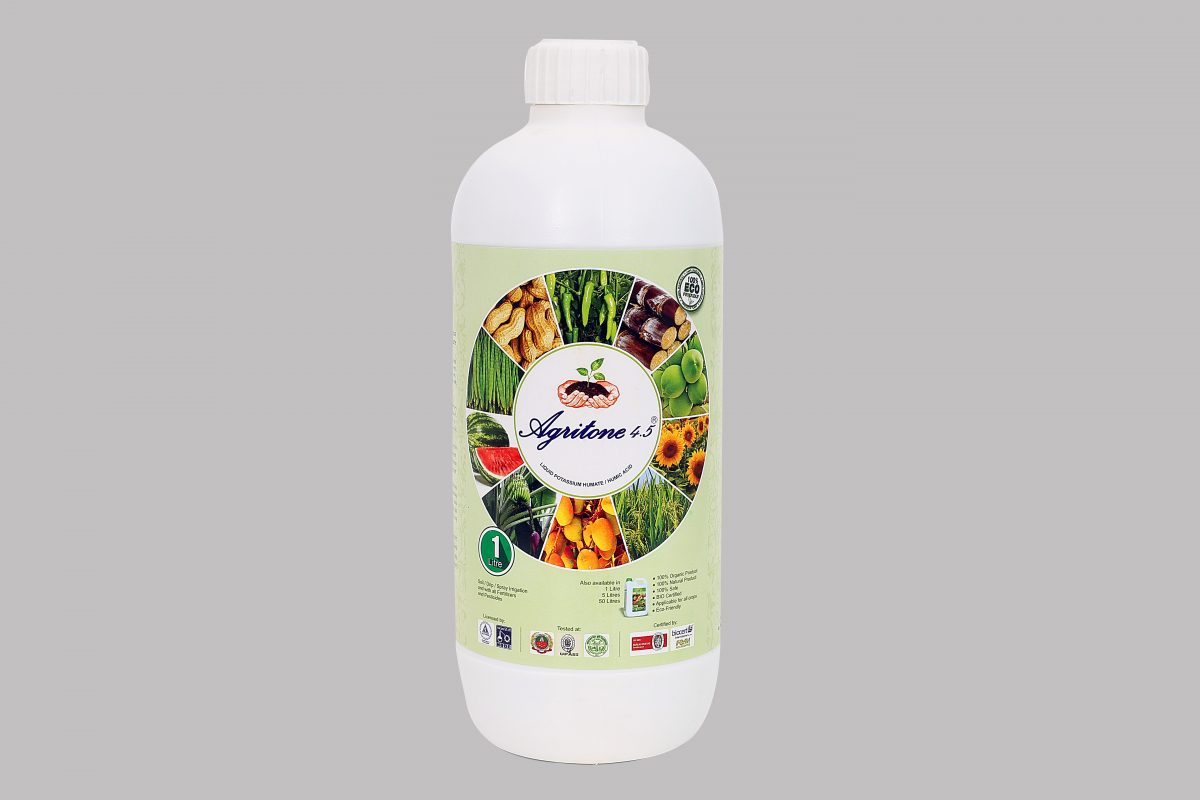 100%
ECO
FRIENDLY
Agritone 4.5®
LIQUID POTASSIUM HUMATE / HUMIC ACID
1
Litre
Soil / Drip / Spray Irrigation
and with all Fertilizers
and Pesticides
Also available in
1 Litre
5 Litres
50 Litres
• 100% Organic Product
• 100% Natural Product
• 100% Safe
• BIO Certified
• Applicable for all crops
• Eco-Friendly
Licensed by:
Tested at:
Certified by:
biocert